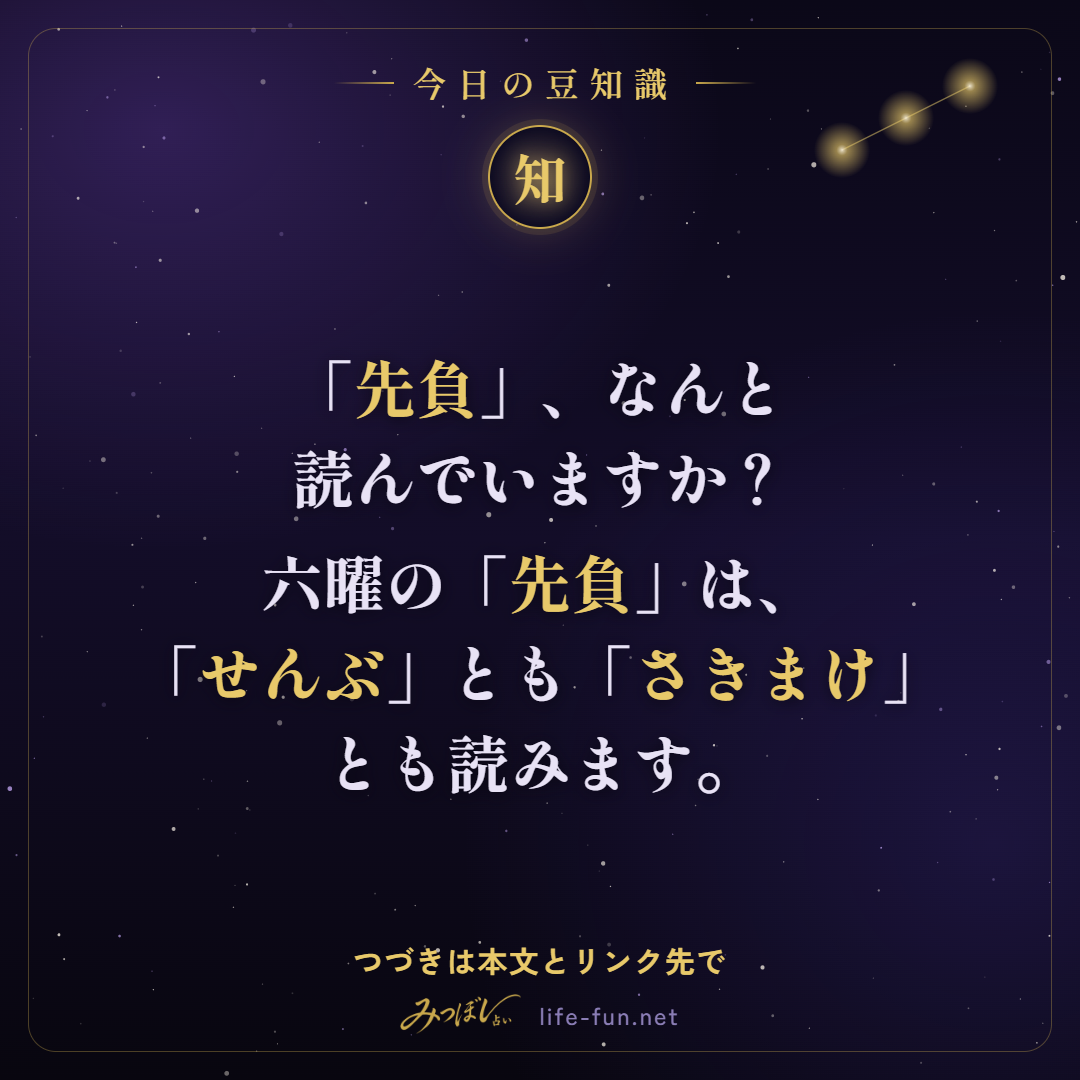 今日の豆知識
知
「先負」、なんと
読んでいますか？
六曜の「先負」は、
「せんぶ」とも「さきまけ」
とも読みます。
つづきは本文とリンク先で
みつぼし占い life-fun.net